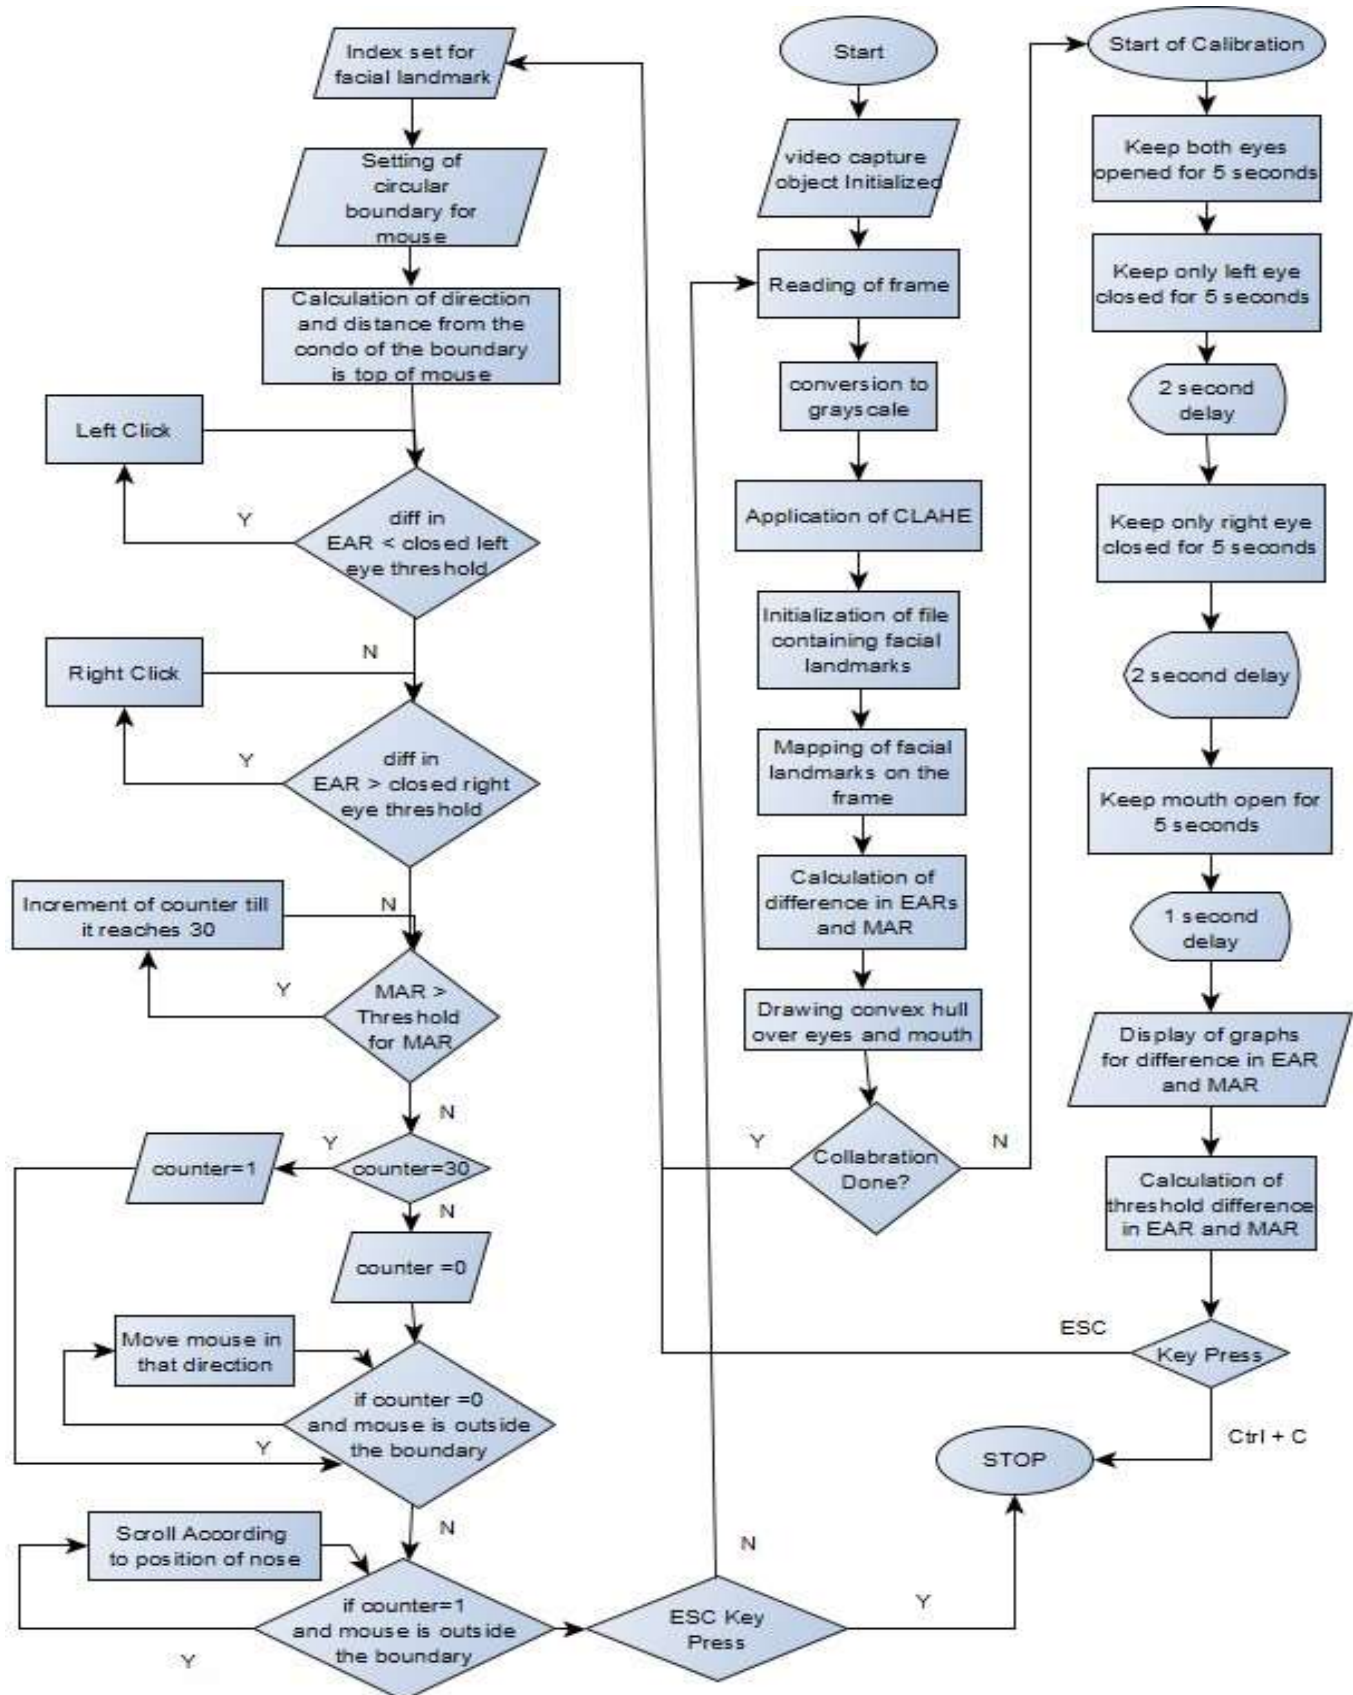 Index set for
facial landmark
Setting of
circular
boundary for
mouse
Calculation of direction
and distance from the
condo of the boundary
is top of mouse
Left Click
Y
diff in
EAR < closed left
eye threshold
N
Right Click
Y
diff in
EAR > closed right
eye threshold
N
Increment of counter till
it reaches 30
Y
MAR >
Threshold
for MAR
N
Y
counter=1
counter=30
N
counter =0
Move mouse in
that direction
if counter =0
and mouse is outside
the boundary
Y
N
Scroll According
to position of nose
if counter=1
and mouse is outside
the boundary
Y
Start
video capture
object Initialized
Reading of frame
conversion to
grayscale
Application of CLAHE
Initialization of file
containing facial
landmarks
Mapping of facial
landmarks on the
frame
Calculation of
difference in EARs
and MAR
Drawing convex hull
over eyes and mouth
Y
Collabration
Done?
N
Start of Calibration
Keep both eyes
opened for 5 seconds
Keep only left eye
closed for 5 seconds
2 second
delay
Keep only right eye
closed for 5 seconds
2 second delay
Keep mouth open for
5 seconds
1 second
delay
Display of graphs
for difference in EAR
and MAR
Calculation of
threshold difference
in EAR and MAR
ESC
Key Press
Ctrl + C
STOP
N
ESC Key
Press
Y